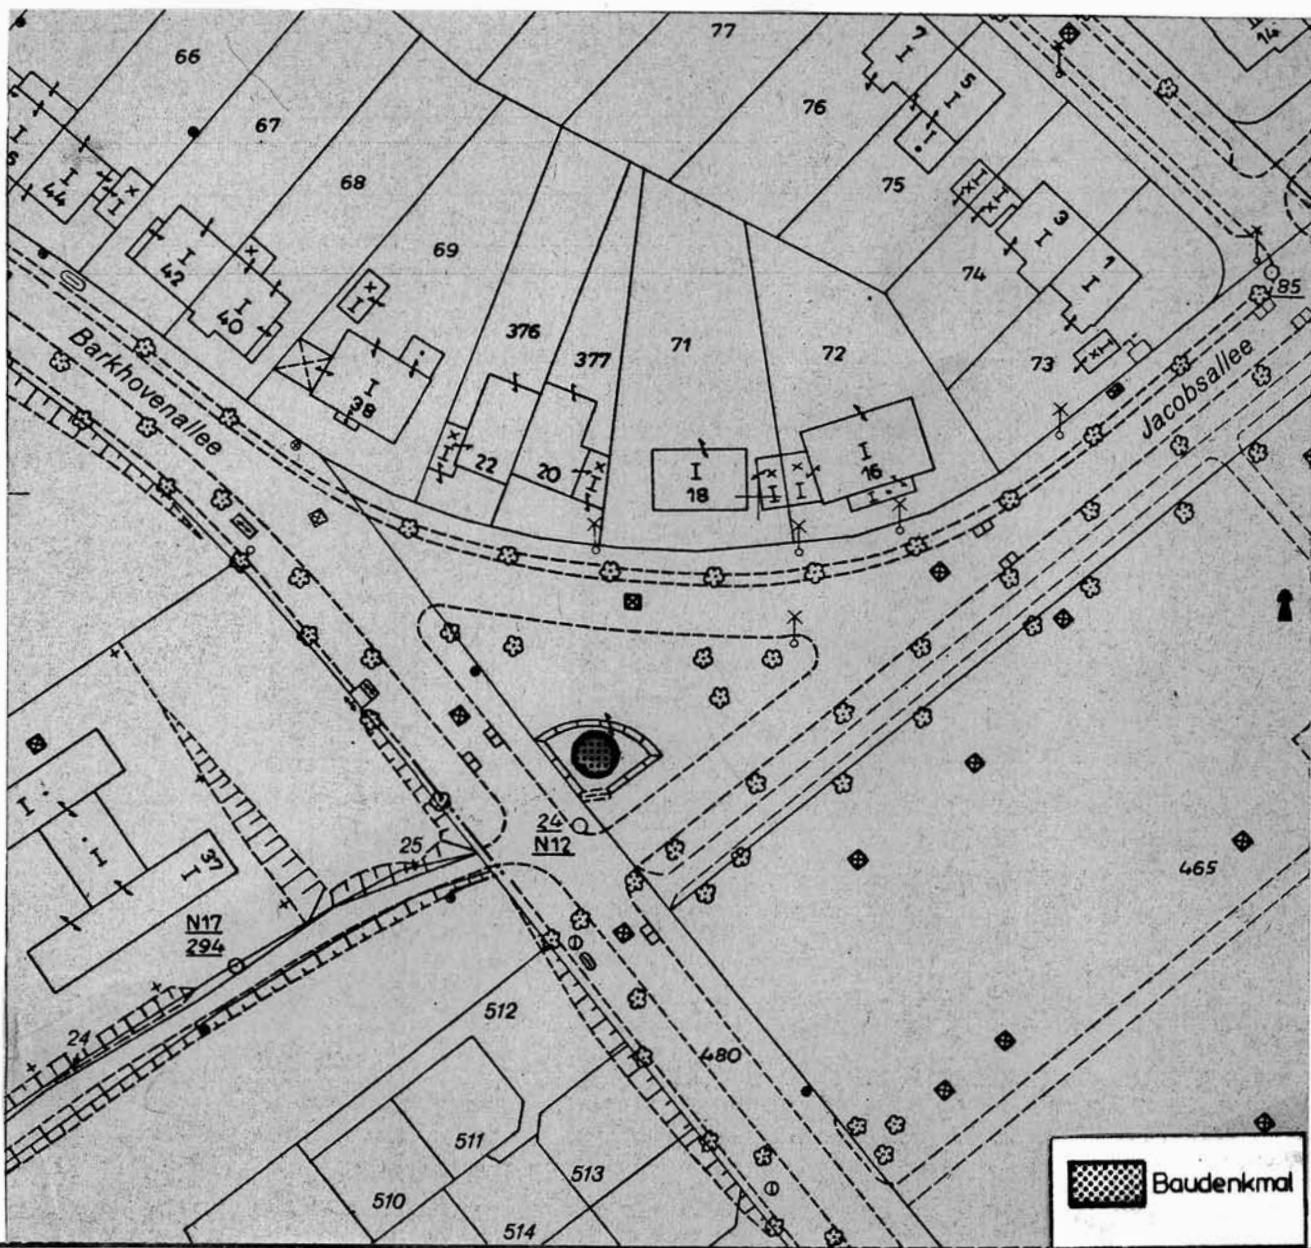 77
66
7
I
14
5
I
76
67
I
5
I
44
I
x
68
75
x I
I x
3
I
69
x
I
42
74
1
I
I
40
x
I
85
376
377
71
72
73
x I
Barkhovenallee
Jacobsallee
I
38
I
x
I
22
20
x
I
I
18
x
I
x
I
I
16
I
24
N12
25
465
I
I
37
I
N17
294
24
512
480
511
513
510
514
Baudenkmal